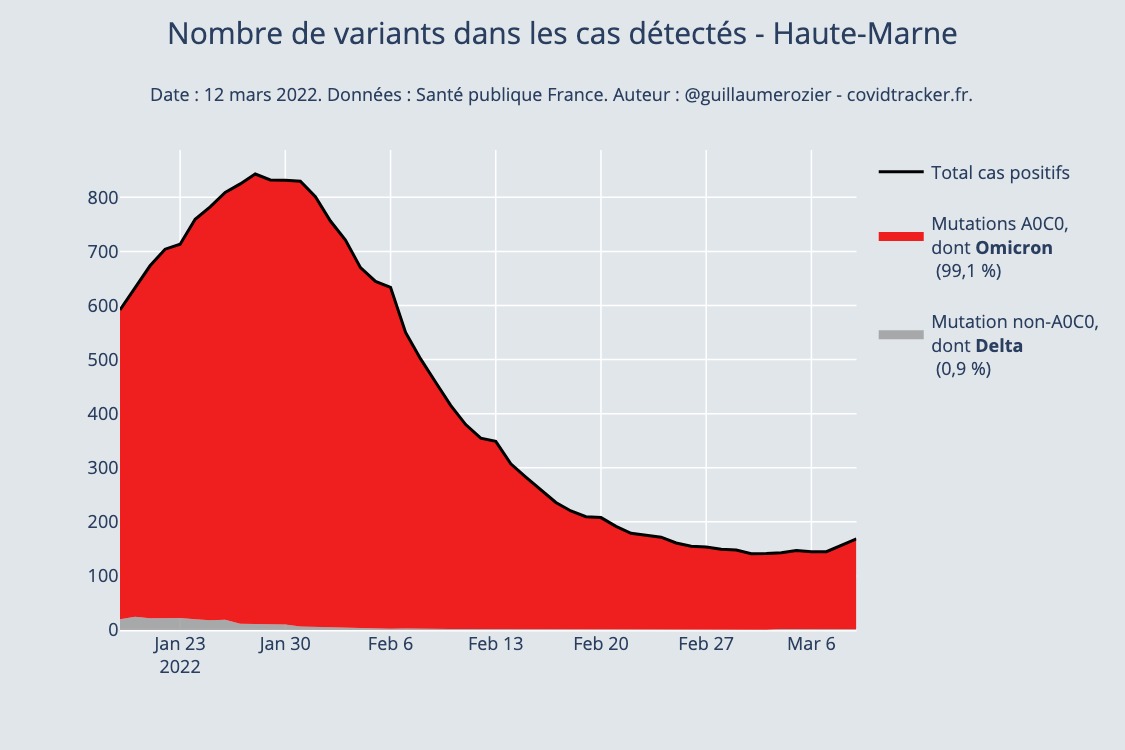 Nombre de variants dans les cas détectés - Haute-Marne
Date : 12 mars 2022. Données : Santé publique France. Auteur : @guillaumerozier - covidtracker.fr.
Total cas positifs
Mutations A0C0,
dont Omicron
(99,1 %)
Mutation non-A0C0,
dont Delta
(0,9 %)
800
700
600
500
400
300
200
100
0
Jan 23 Jan 30 Feb 6 Feb 13 Feb 20 Feb 27 Mar 6
2022